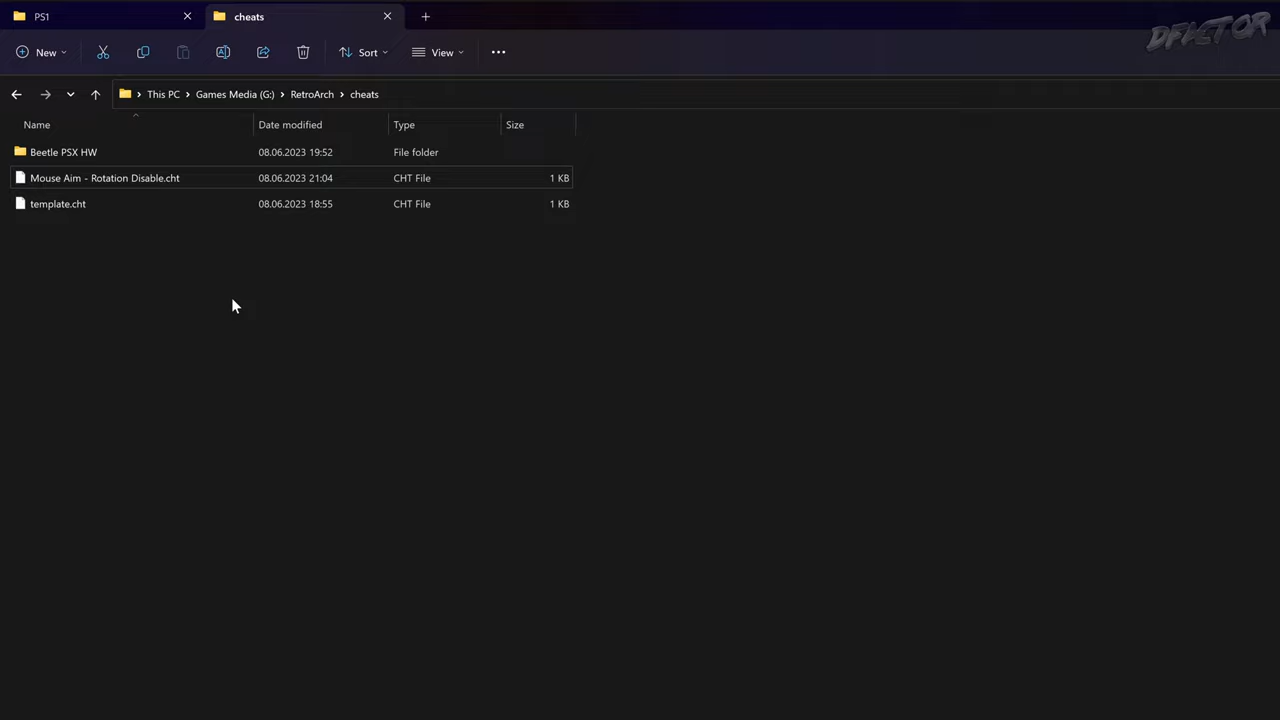 PS1
cheats
DFACTOR
New
Sort
View
This PC > Games Media (G:) > RetroArch > cheats
Name Date modified Type Size
Beetle PSX HW 08.06.2023 19:52 File folder
Mouse Aim - Rotation Disable.cht 08.06.2023 21:04 CHT File 1 KB
template.cht 08.06.2023 18:55 CHT File 1 KB